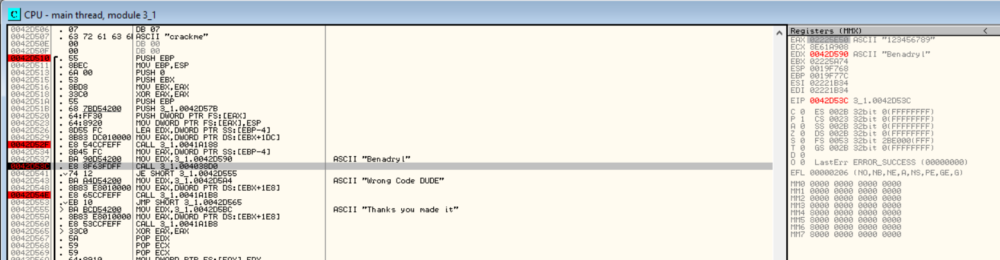 C CPU - main thread, module 3_1
0042D506 . 07 DB 07
0042D507 . 63 72 61 63 6 ASCII "crackme"
0042D50E 00 DB 00
0042D50F 00 DB 00
0042D510 . 55 PUSH EBP
0042D511 . 8BEC MOV EBP,ESP
0042D513 . 6A 00 PUSH 0
0042D515 . 53 PUSH EBX
0042D516 . 8BD8 MOV EBX,EAX
0042D518 . 33C0 XOR EAX,EAX
0042D51A . 55 PUSH EBP
0042D51B . 68 7BD54200 PUSH 3_1.0042D57B
0042D520 . 64:FF30 PUSH DWORD PTR FS:[EAX]
0042D523 . 64:8920 MOV DWORD PTR FS:[EAX],ESP
0042D526 . 8D55 FC LEA EDX,DWORD PTR SS:[EBP-4]
0042D529 . 8B83 DC010000 MOV EAX,DWORD PTR DS:[EBX+1DC]
0042D52F . E8 54CCFEFF CALL 3_1.0041A188
0042D534 . 8B45 FC MOV EAX,DWORD PTR SS:[EBP-4]
0042D537 . BA 90D54200 MOV EDX,3_1.0042D590 ASCII "Benadryl"
0042D53C . E8 8F63FDFF CALL 3_1.004038D0
0042D541 .v74 12 JE SHORT 3_1.0042D555
0042D543 . BA A4D54200 MOV EDX,3_1.0042D5A4 ASCII "Wrong Code DUDE"
0042D548 . 8B83 E8010000 MOV EAX,DWORD PTR DS:[EBX+1E8]
0042D54E . E8 65CCFEFF CALL 3_1.0041A1B8
0042D553 .vEB 10 JMP SHORT 3_1.0042D565
0042D555 > BA BCD54200 MOV EDX,3_1.0042D5BC ASCII "Thanks you made it"
0042D55A . 8B83 E8010000 MOV EAX,DWORD PTR DS:[EBX+1E8]
0042D560 . E8 53CCFEFF CALL 3_1.0041A1B8
0042D565 > 33C0 XOR EAX,EAX
0042D567 . 5A POP EDX
0042D568 . 59 POP ECX
0042D569 . 59 POP ECX
0042D56A . 64:8910 MOV DWORD PTR FS:[EAX],EDX
Registers (MMX) <
EAX 02225E50 ASCII "123456789"
ECX 8E61A908
EDX 0042D590 ASCII "Benadryl"
EBX 02225A74
ESP 0019F768
EBP 0019F77C
ESI 02221B34
EDI 02221B34
EIP 0042D53C 3_1.0042D53C
C 0 ES 002B 32bit 0(FFFFFFFF)
P 1 CS 0023 32bit 0(FFFFFFFF)
A 0 SS 002B 32bit 0(FFFFFFFF)
Z 0 DS 002B 32bit 0(FFFFFFFF)
S 0 FS 0053 32bit 2BE000(FFF)
T 0 GS 002B 32bit 0(FFFFFFFF)
D 0
O 0 LastErr ERROR_SUCCESS (00000000)
EFL 00000206 (NO,NB,NE,A,NS,PE,GE,G)
MM0 0000 0000 0000 0000
MM1 0000 0000 0000 0000
MM2 0000 0000 0000 0000
MM3 0000 0000 0000 0000
MM4 8000 0000 0000 0000
MM5 8000 0000 0000 0000
MM6 8000 0000 0000 0000
MM7 8000 0000 0000 0000